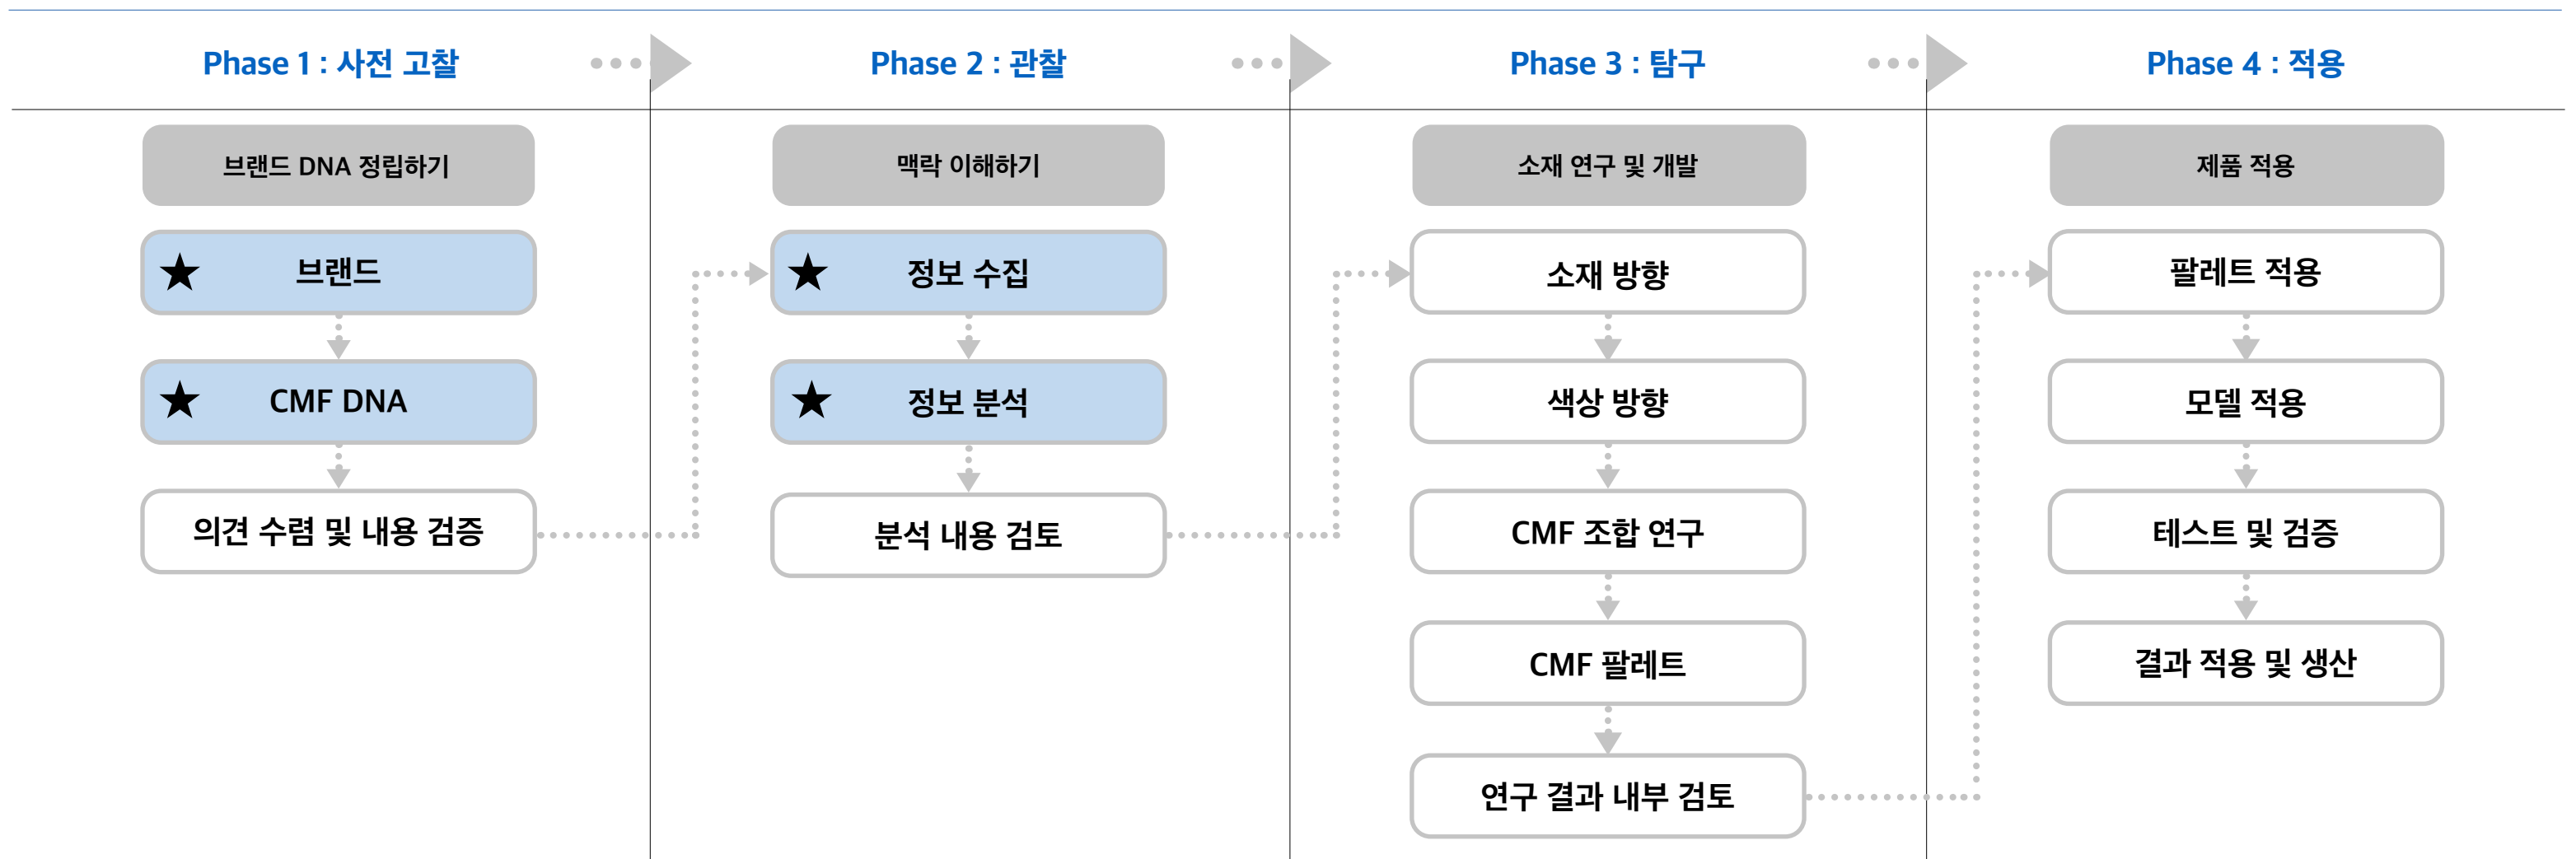 Phase 1 : 사전 고찰
Phase 2 : 관찰
Phase 3 : 탐구
Phase 4 : 적용
브랜드 DNA 정립하기
브랜드
CMF DNA
의견 수렴 및 내용 검증
맥락 이해하기
정보 수집
정보 분석
분석 내용 검토
소재 연구 및 개발
소재 방향
색상 방향
CMF 조합 연구
CMF 팔레트
연구 결과 내부 검토
제품 적용
팔레트 적용
모델 적용
테스트 및 검증
결과 적용 및 생산